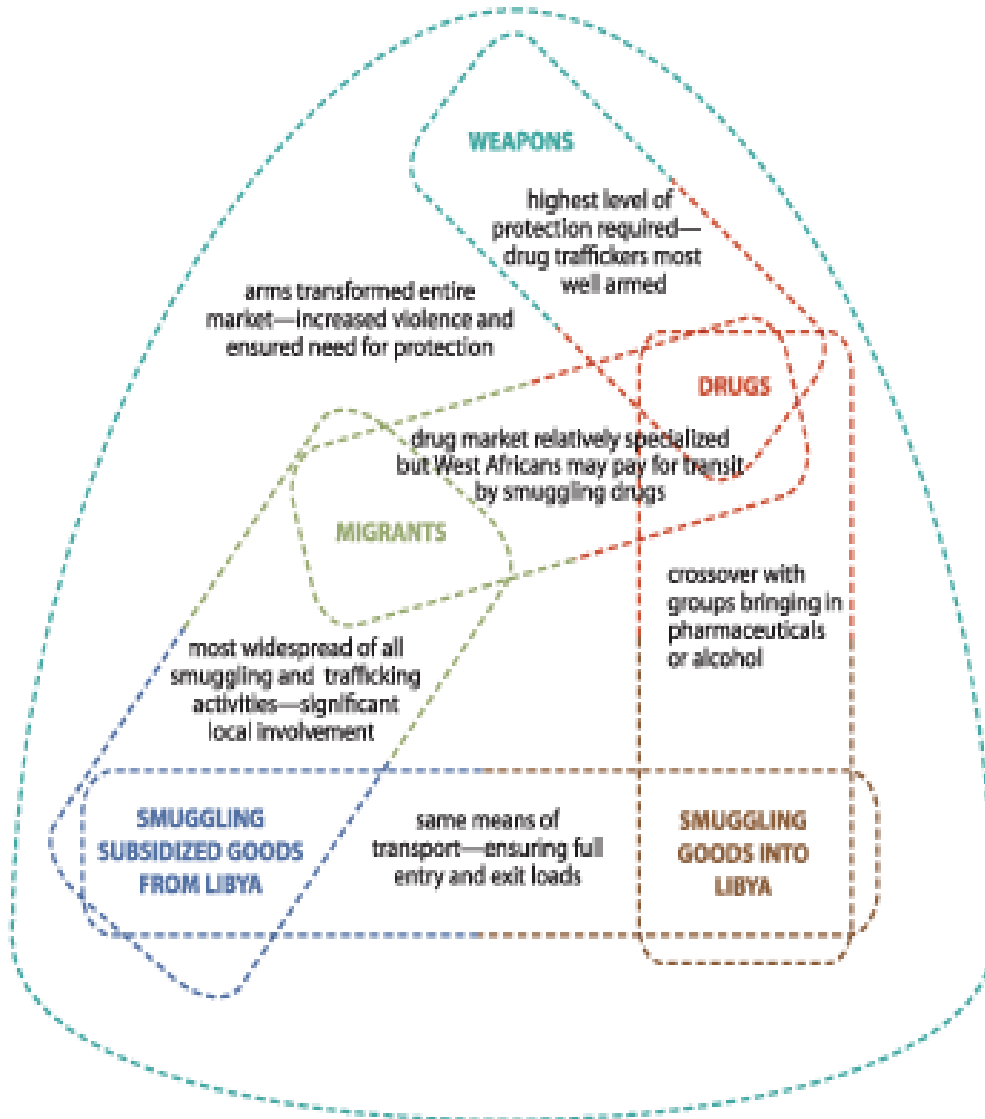 WEAPONS
highest level of
protection required—
drug traffickers most
well armed
arms transformed entire
market—increased violence and
ensured need for protection
DRUGS
drug market relatively specialized
but West Africans may pay for transit
by smuggling drugs
MIGRANTS
crossover with
groups bringing in
pharmaceuticals
or alcohol
most widespread of all
smuggling and trafficking
activities—significant
local involvement
SMUGGLING
SUBSIDIZED GOODS
FROM LIBYA
same means of
transport—ensuring full
entry and exit loads
SMUGGLING
GOODS INTO
LIBYA